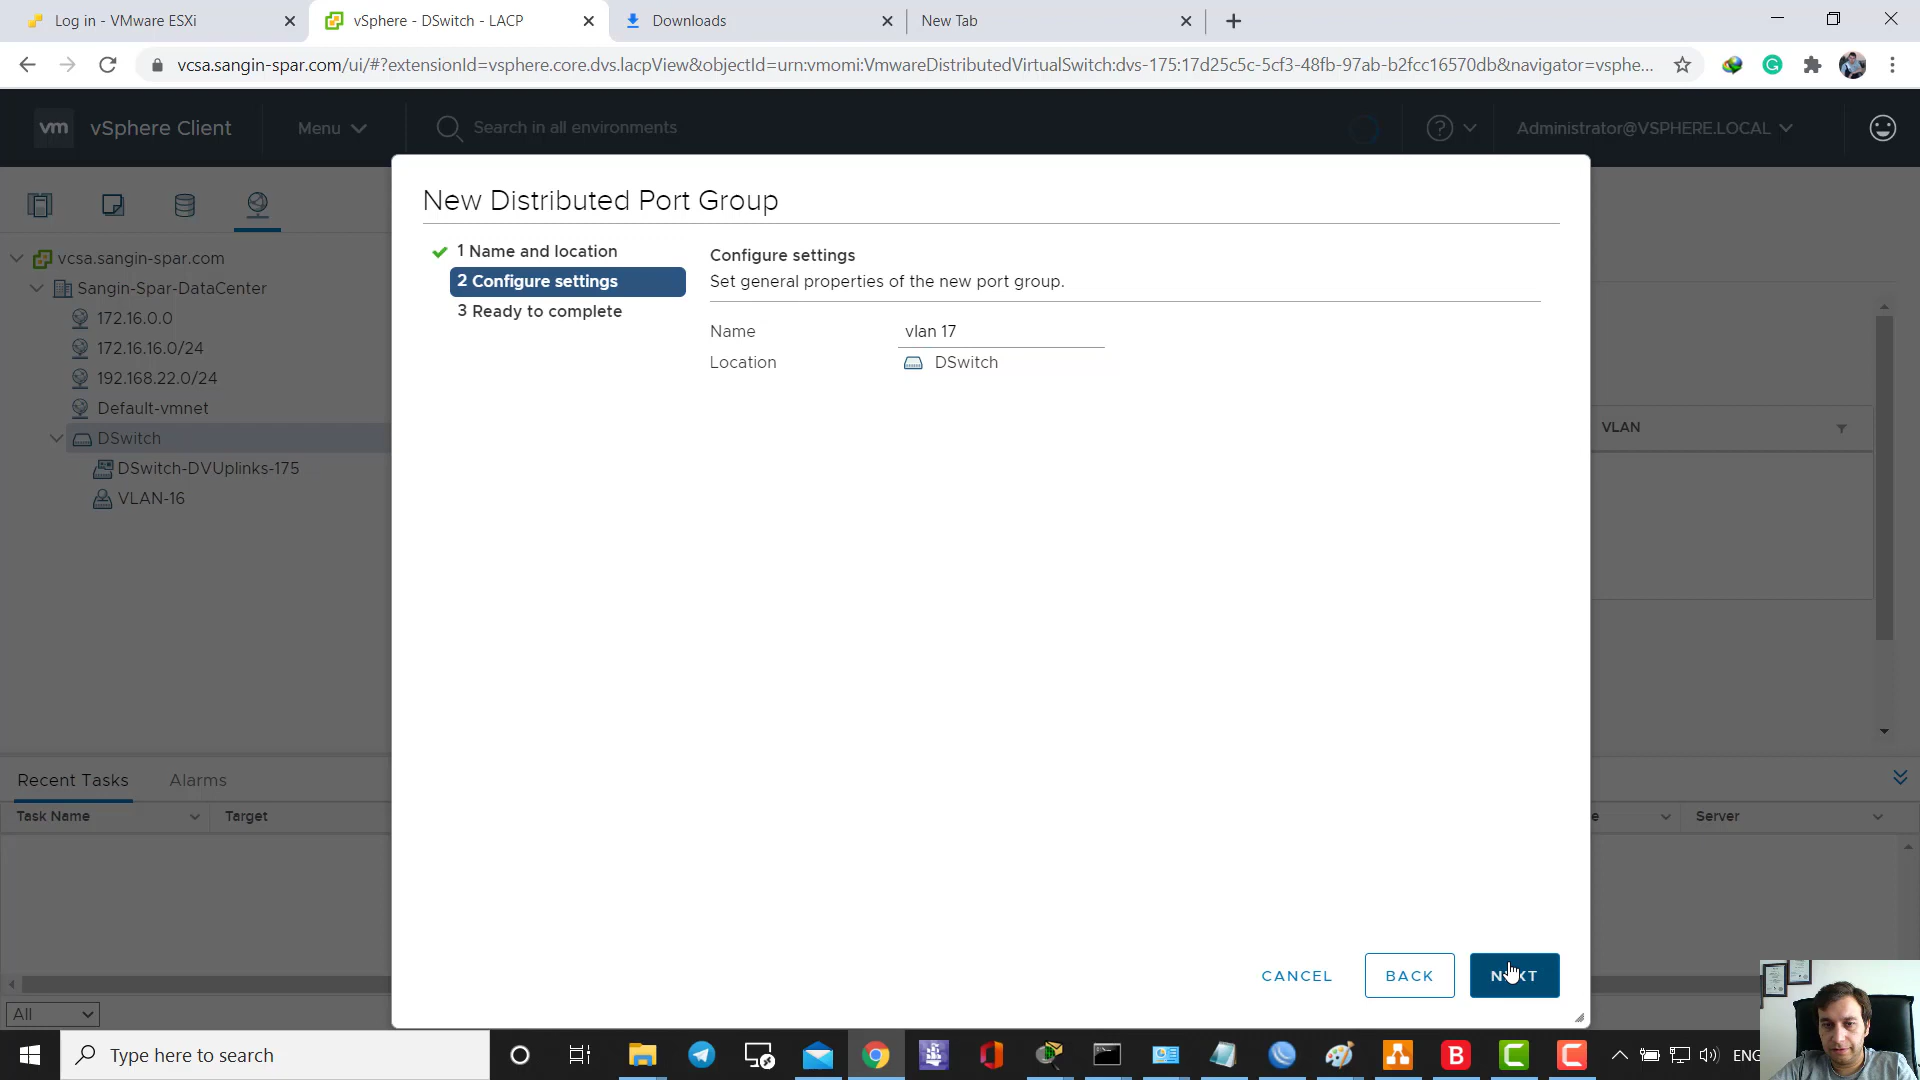 Log in - VMware ESXi
vSphere - DSwitch - LACP
Downloads
New Tab
vcsa.sangin-spar.com/ui/#?extensionId=vsphere.core.dvs.lacpView&objectId=urn:vmomi:VmwareDistributedVirtualSwitch:dvs-175:17d25c5c-5cf3-48fb-97ab-b2fcc16570db&navigator=vsphe...
vm vSphere Client
Menu
Search in all environments
Administrator@VSPHERE.LOCAL
New Distributed Port Group
1 Name and location
2 Configure settings
3 Ready to complete
Configure settings
Set general properties of the new port group.
Name
vlan 17
Location
DSwitch
vcsa.sangin-spar.com
Sangin-Spar-DataCenter
172.16.0.0
172.16.16.0/24
192.168.22.0/24
Default-vmnet
DSwitch
DSwitch-DVUplinks-175
VLAN-16
VLAN
Recent Tasks
Alarms
Task Name
Target
e
Server
CANCEL
BACK
NEXT
All
Type here to search
ENG